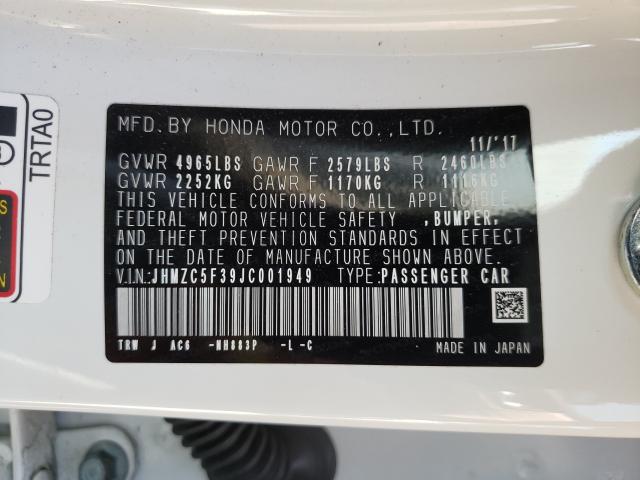 TRTA0
MFD.BY HONDA MOTOR CO.,LTD. 11/'17
GVWR 4965LBS GAWR F 2579LBS R 2460LBS
GVWR 2252KG GAWR F 1170KG R 1116KG
THIS VEHICLE CONFORMS TO ALL APPLICABLE
FEDERAL MOTOR VEHICLE SAFETY ,BUMPER,
AND THEFT PREVENTION STANDARDS IN EFFECT
ON THE DATE OF MANUFACTURE SHOWN ABOVE.
V.I.N.:JHMZC5F39JC001949 TYPE:PASSENGER CAR
TRW J AC6 -NH883P -L -C MADE IN JAPAN